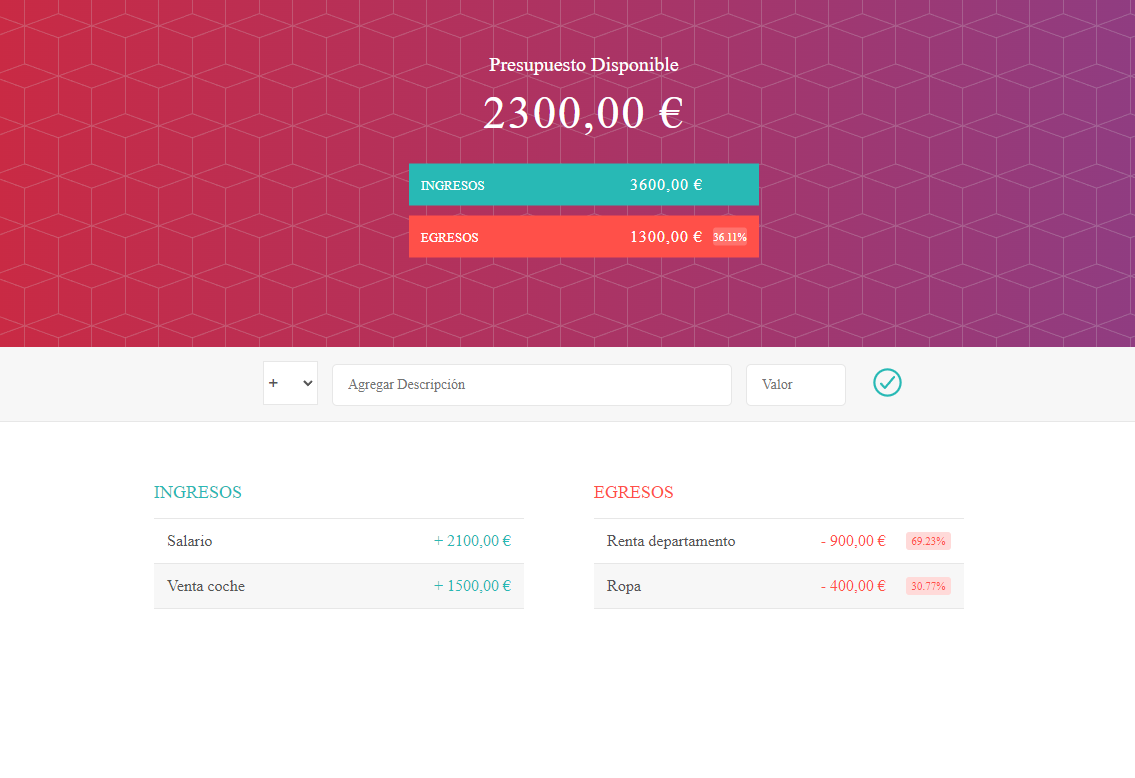 Presupuesto Disponible
2300,00 €
INGRESOS 3600,00 €
EGRESOS 1300,00 € 36.11%
+ Agregar Descripción Valor
INGRESOS
Salario + 2100,00 €
Venta coche + 1500,00 €
EGRESOS
Renta departamento - 900,00 € 69.23%
Ropa - 400,00 € 30.77%